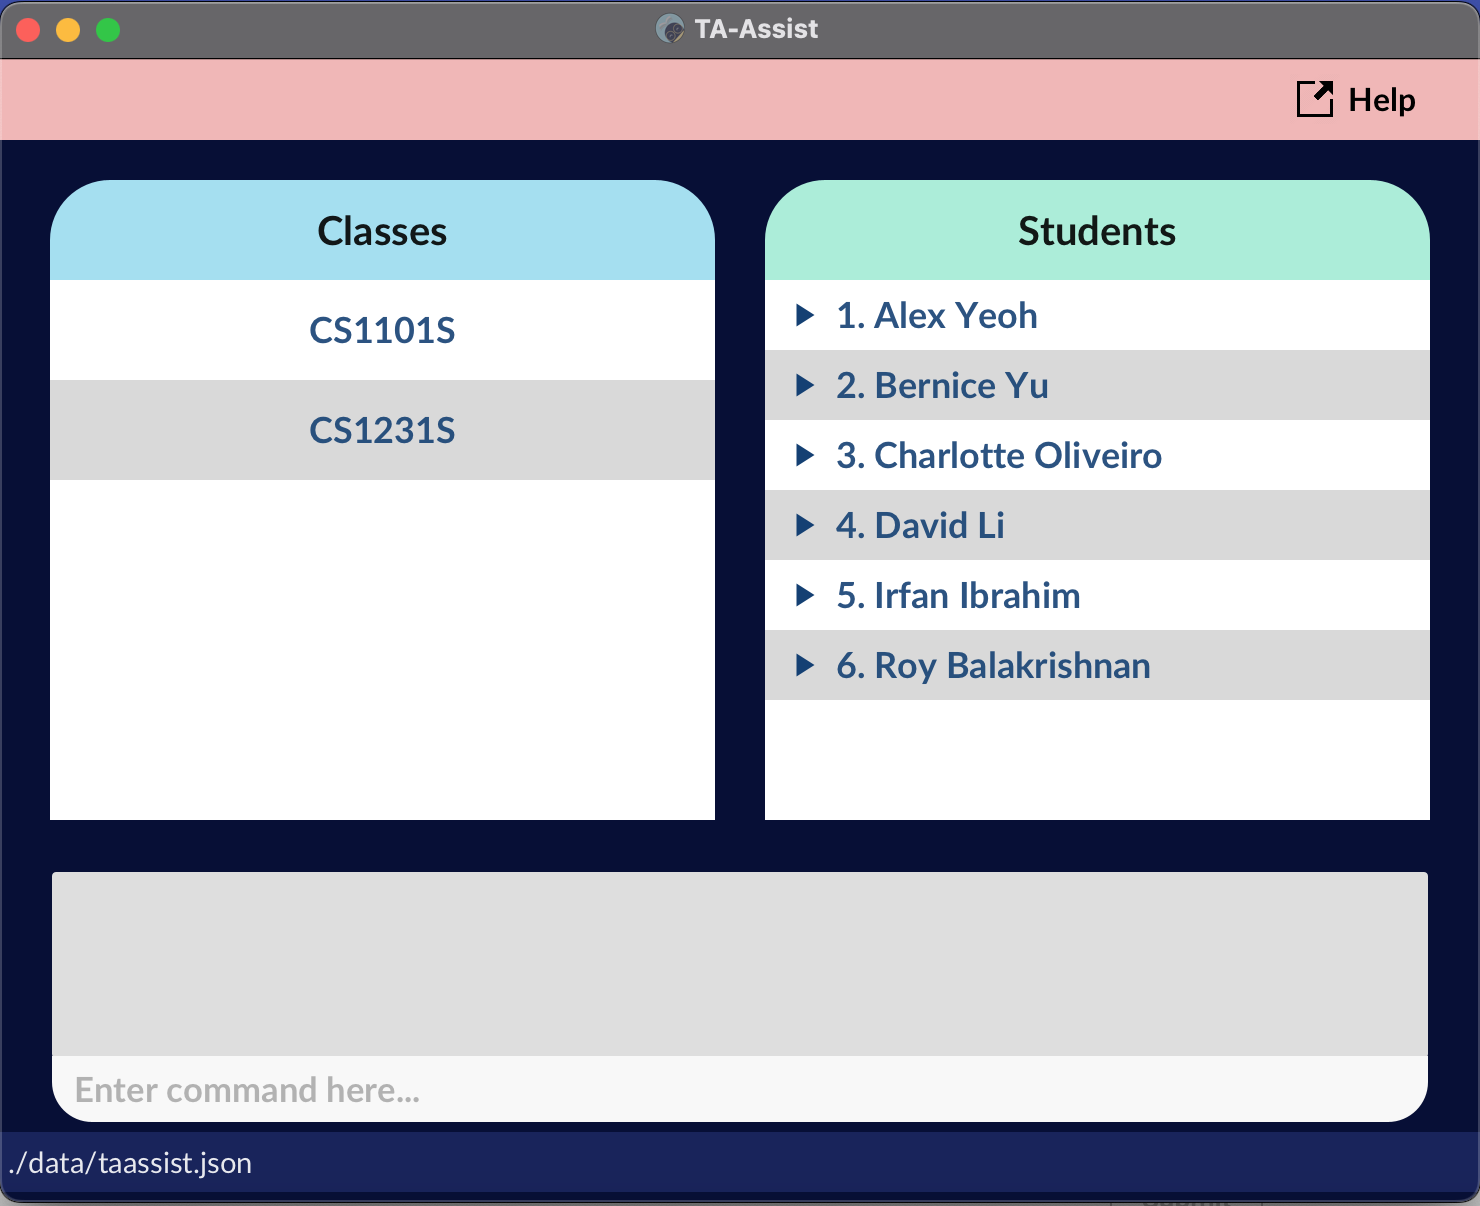 TA-Assist
Help
Classes
CS1101S
CS1231S
Students
1. Alex Yeoh
2. Bernice Yu
3. Charlotte Oliveiro
4. David Li
5. Irfan Ibrahim
6. Roy Balakrishnan
Enter command here...
./data/taassist.json